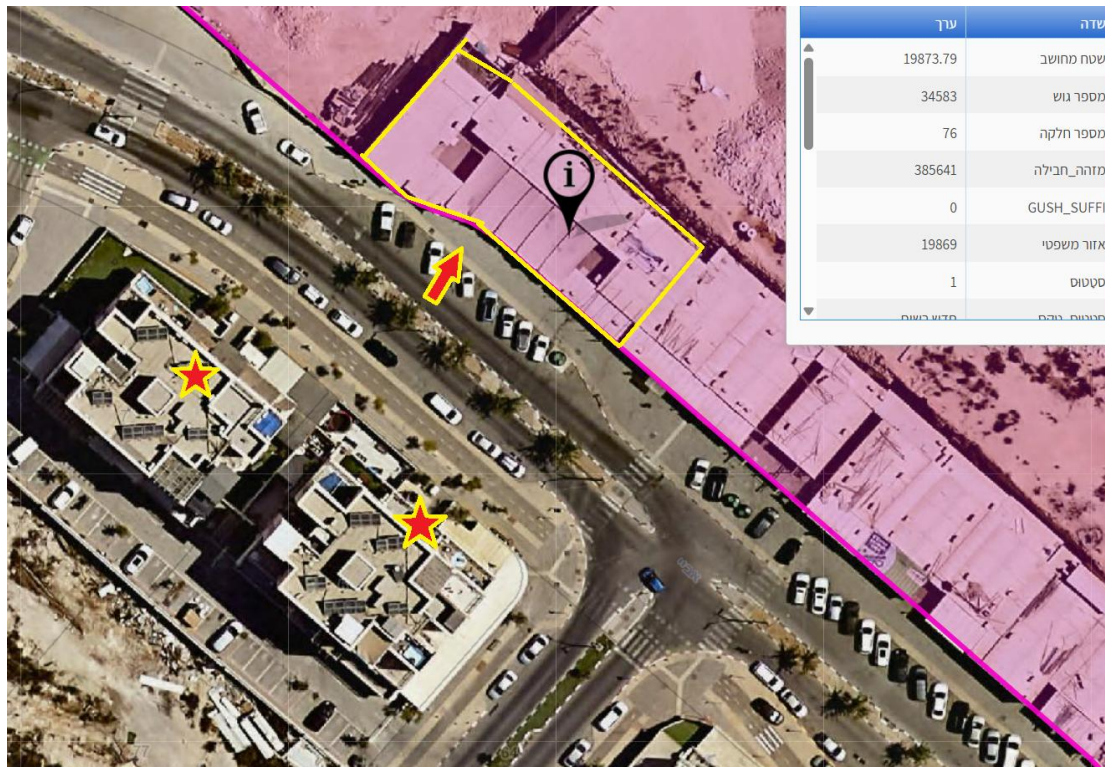 שדה ערך
שטח מחושב 19873.79
מספר גוש 34583
מספר חלקה 76
מזהה_חבילה 385641
GUSH_SUFFI 0
אזור משפטי 19869
סטטוס 1
i